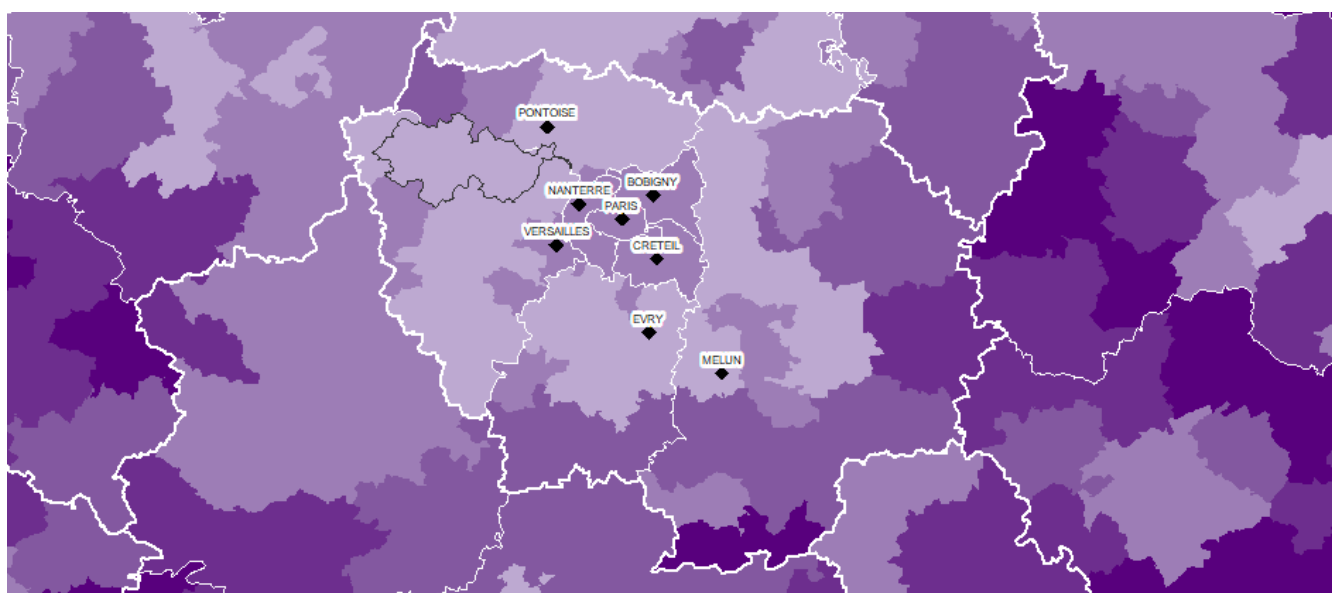 PONTOISE
BOBIGNY
NANTERRE
PARIS
VERSAILLES
CRETEIL
EVRY
MELUN